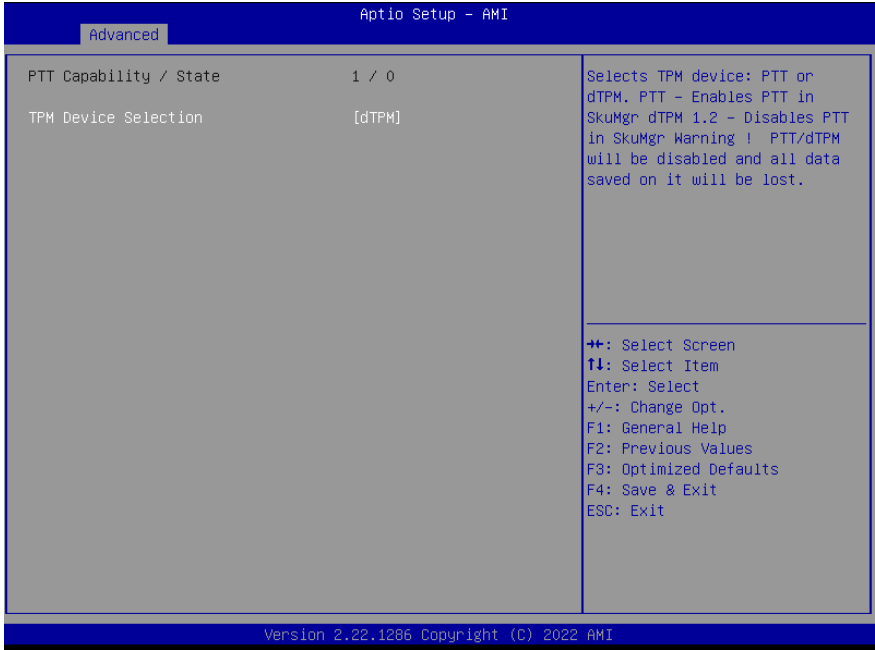 Aptio Setup – AMI
Advanced
PTT Capability / State 1 / 0
TPM Device Selection [dTPM]
Selects TPM device: PTT or
dTPM. PTT – Enables PTT in
SkuMgr dTPM 1.2 – Disables PTT
in SkuMgr Warning ! PTT/dTPM
will be disabled and all data
saved on it will be lost.
→←: Select Screen
↑↓: Select Item
Enter: Select
+/–: Change Opt.
F1: General Help
F2: Previous Values
F3: Optimized Defaults
F4: Save & Exit
ESC: Exit
Version 2.22.1286 Copyright (C) 2022 AMI